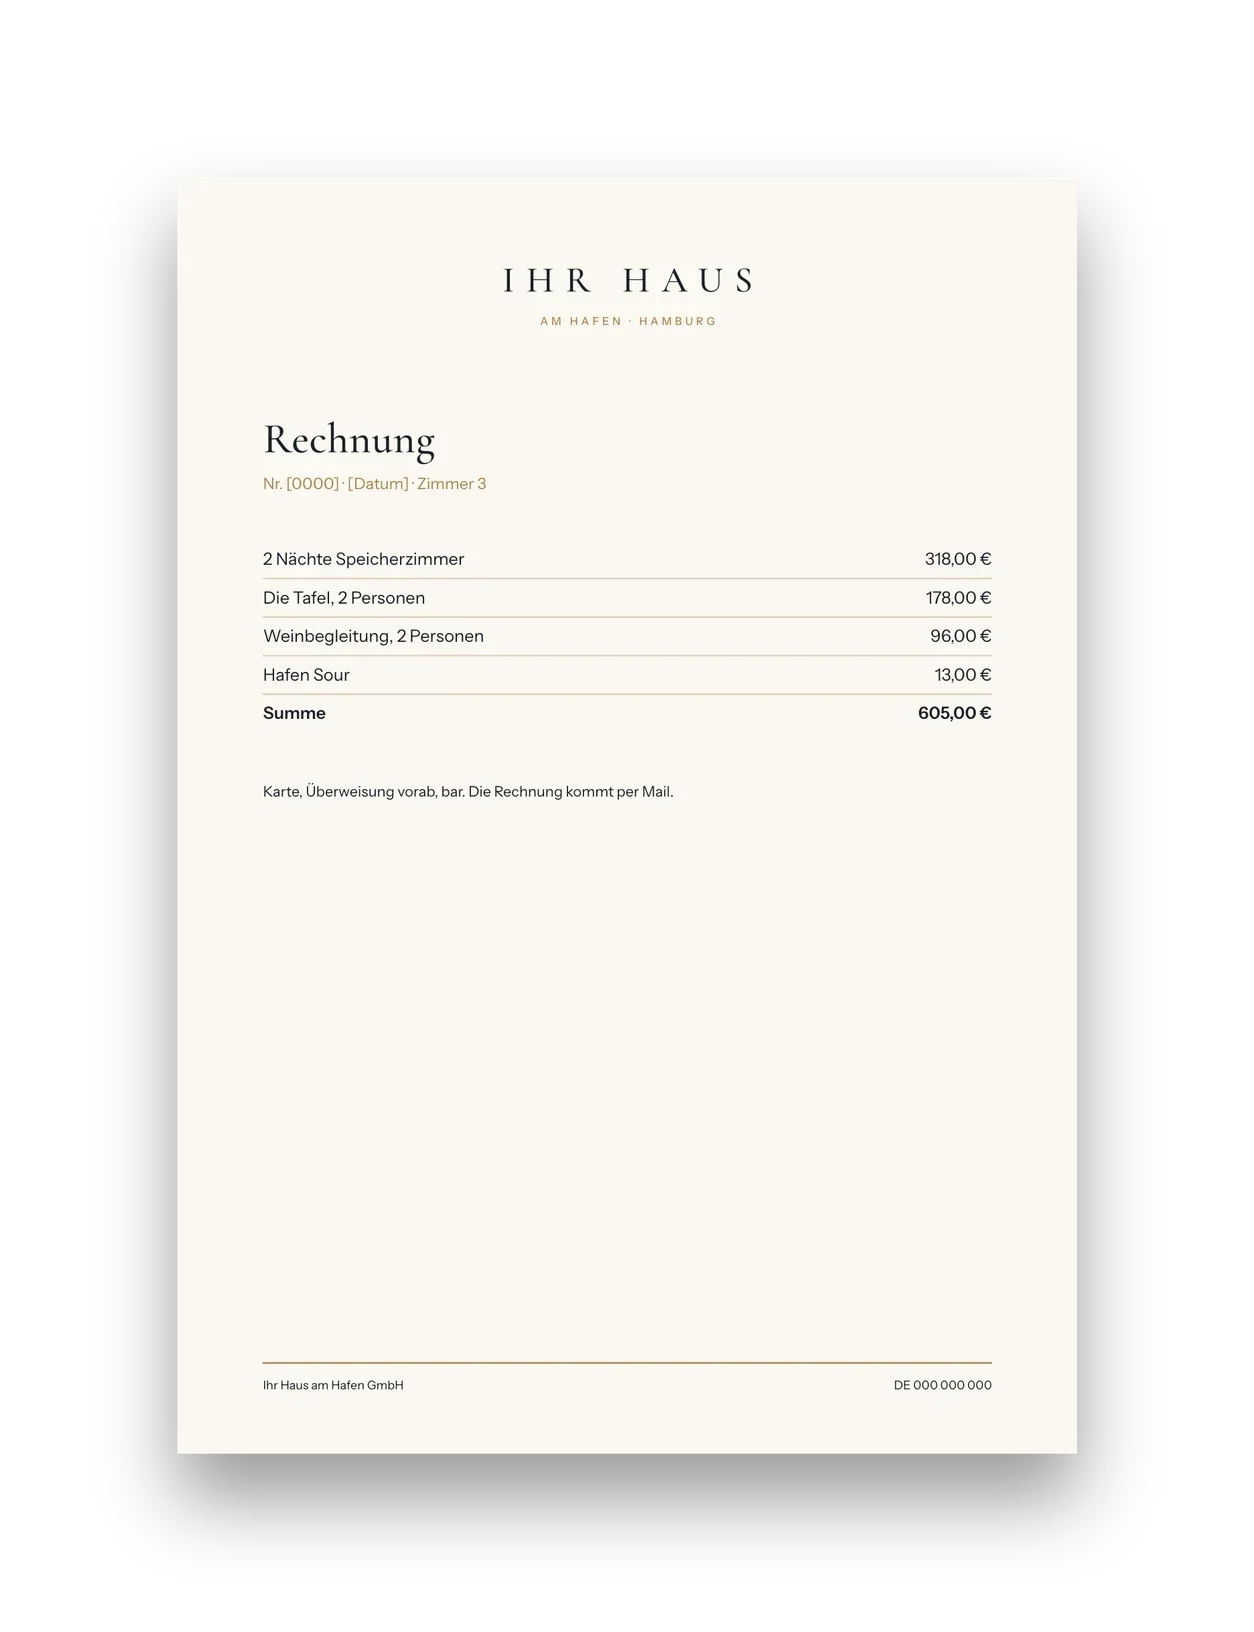 IHR HAUS
AM HAFEN · HAMBURG
Rechnung
Nr. [0000] · [Datum] · Zimmer 3
2 Nächte Speicherzimmer 318,00 €
Die Tafel, 2 Personen 178,00 €
Weinbegleitung, 2 Personen 96,00 €
Hafen Sour 13,00 €
Summe 605,00 €
Karte, Überweisung vorab, bar. Die Rechnung kommt per Mail.
Ihr Haus am Hafen GmbH DE 000 000 000